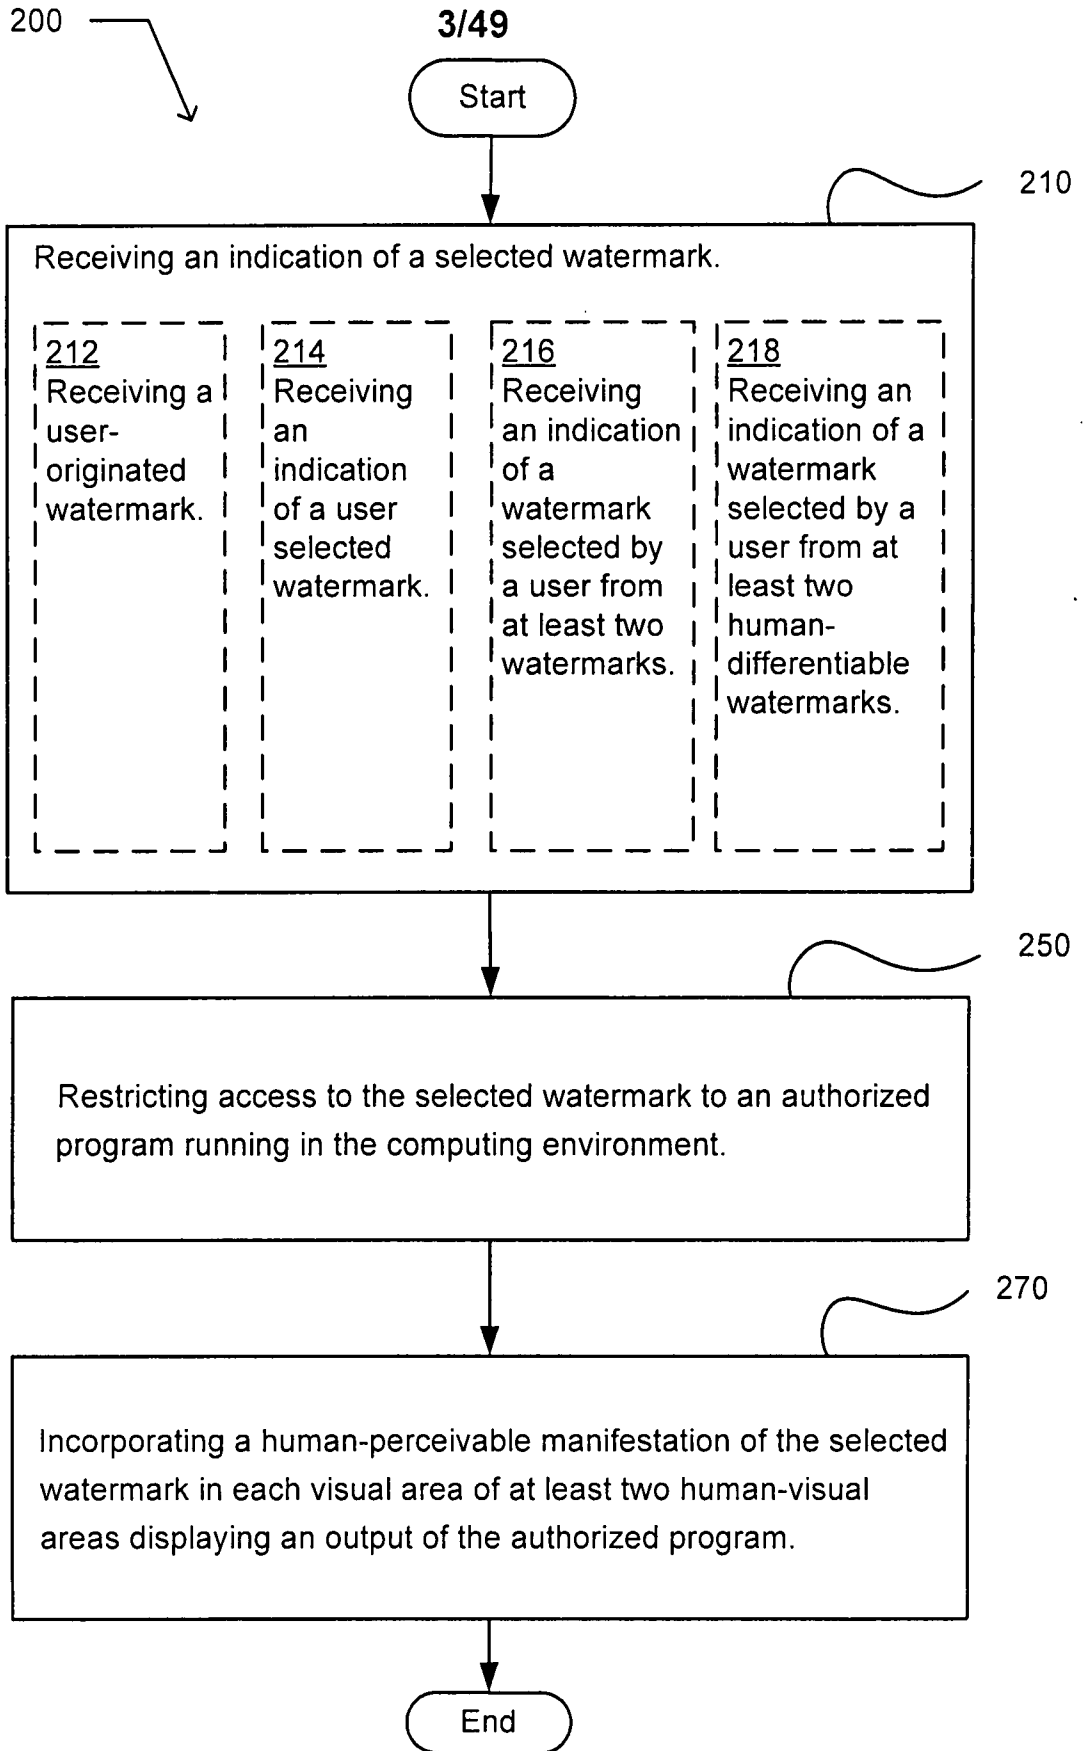 200
3/49
Start
210
Receiving an indication of a selected watermark.
212
Receiving a
user-
originated
watermark.
214
Receiving
an
indication
of a user
selected
watermark.
216
Receiving
an indication
of a
watermark
selected by
a user from
at least two
watermarks.
218
Receiving an
indication of a
watermark
selected by a
user from at
least two
human-
differentiable
watermarks.
250
Restricting access to the selected watermark to an authorized
program running in the computing environment.
270
Incorporating a human-perceivable manifestation of the selected
watermark in each visual area of at least two human-visual
areas displaying an output of the authorized program.
End